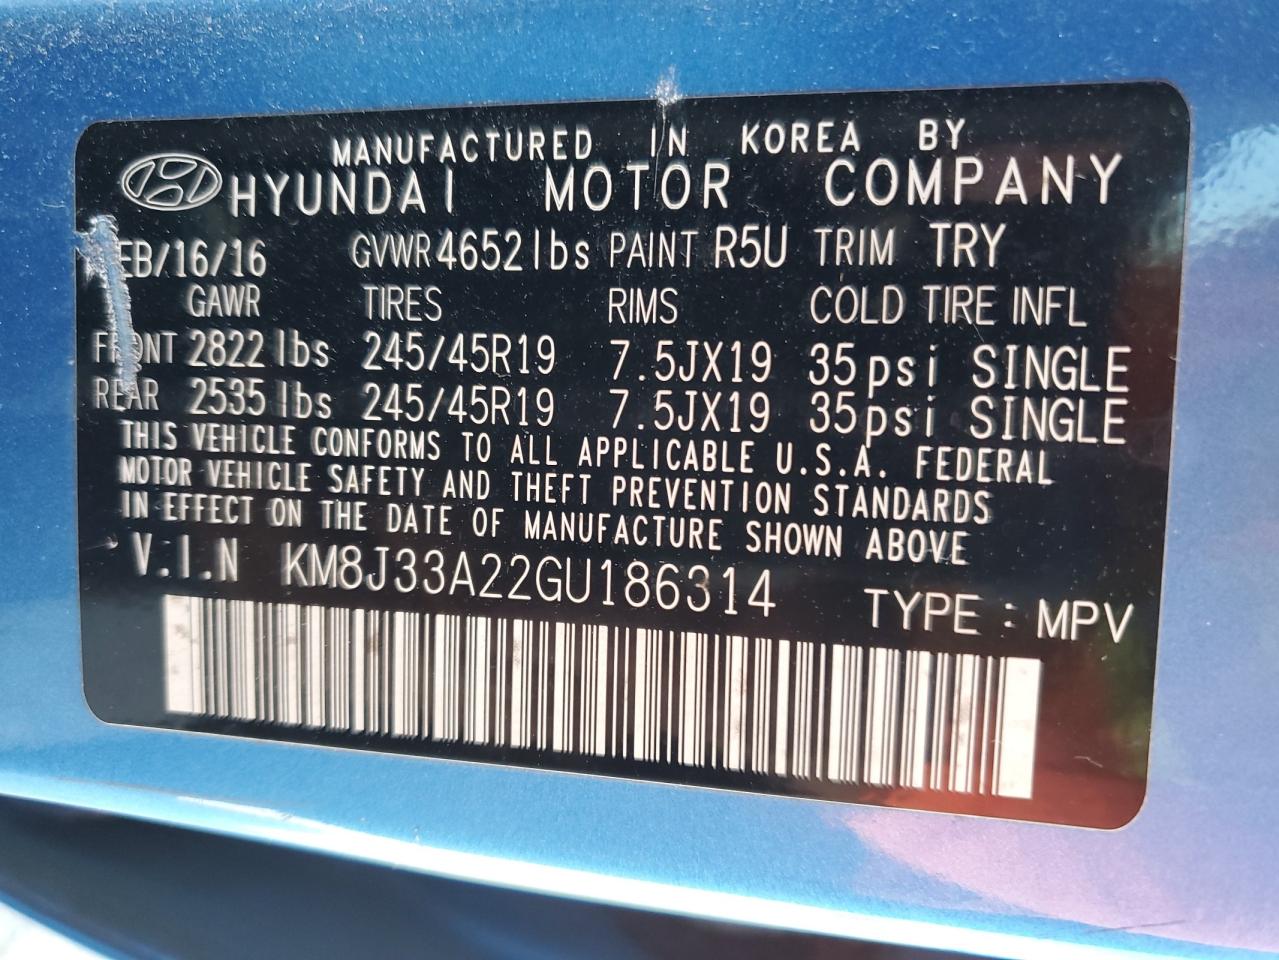 MANUFACTURED IN KOREA BY
HYUNDAI MOTOR COMPANY
EB/16/16 GVWR 4652lbs PAINT R5U TRIM TRY
GAWR TIRES RIMS COLD TIRE INFL
FRONT 2822 lbs 245/45R19 7.5JX19 35psi SINGLE
REAR 2535 lbs 245/45R19 7.5JX19 35psi SINGLE
THIS VEHICLE CONFORMS TO ALL APPLICABLE U.S.A. FEDERAL
MOTOR VEHICLE SAFETY AND THEFT PREVENTION STANDARDS
IN EFFECT ON THE DATE OF MANUFACTURE SHOWN ABOVE
V.I.N KM8J33A22GU186314 TYPE : MPV